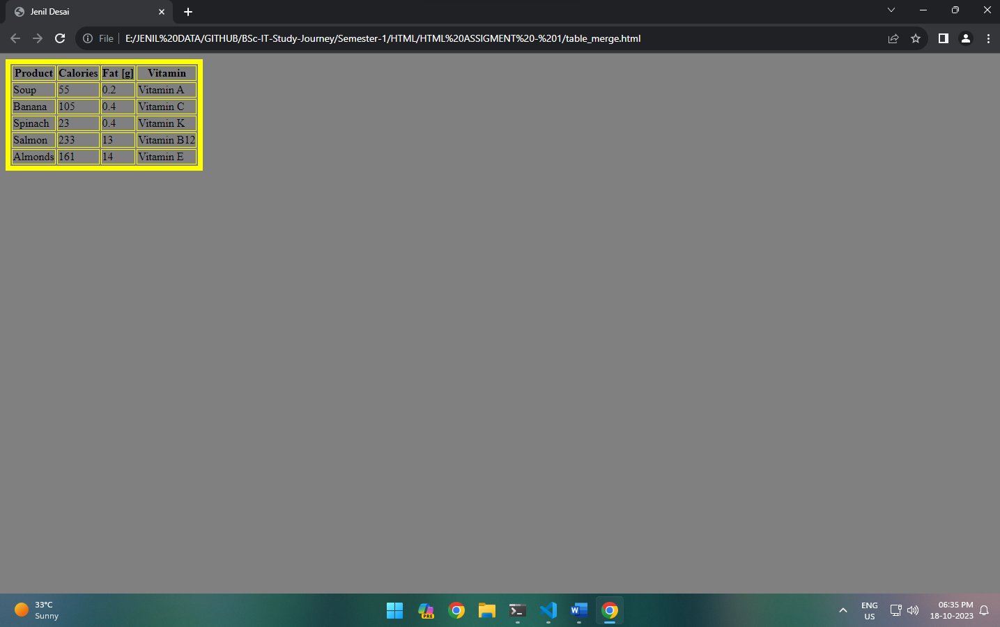 Jenil Desai
File E:/JENIL%20DATA/GITHUB/BSc-IT-Study-Journey/Semester-1/HTML/HTML%20ASSIGMENT%20-%201/table_merge.html
Product Calories Fat [g] Vitamin
Soup 55 0.2 Vitamin A
Banana 105 0.4 Vitamin C
Spinach 23 0.4 Vitamin K
Salmon 233 13 Vitamin B12
Almonds 161 14 Vitamin E
33°C
Sunny
PRE
W
ENG
US
06:35 PM
18-10-2023